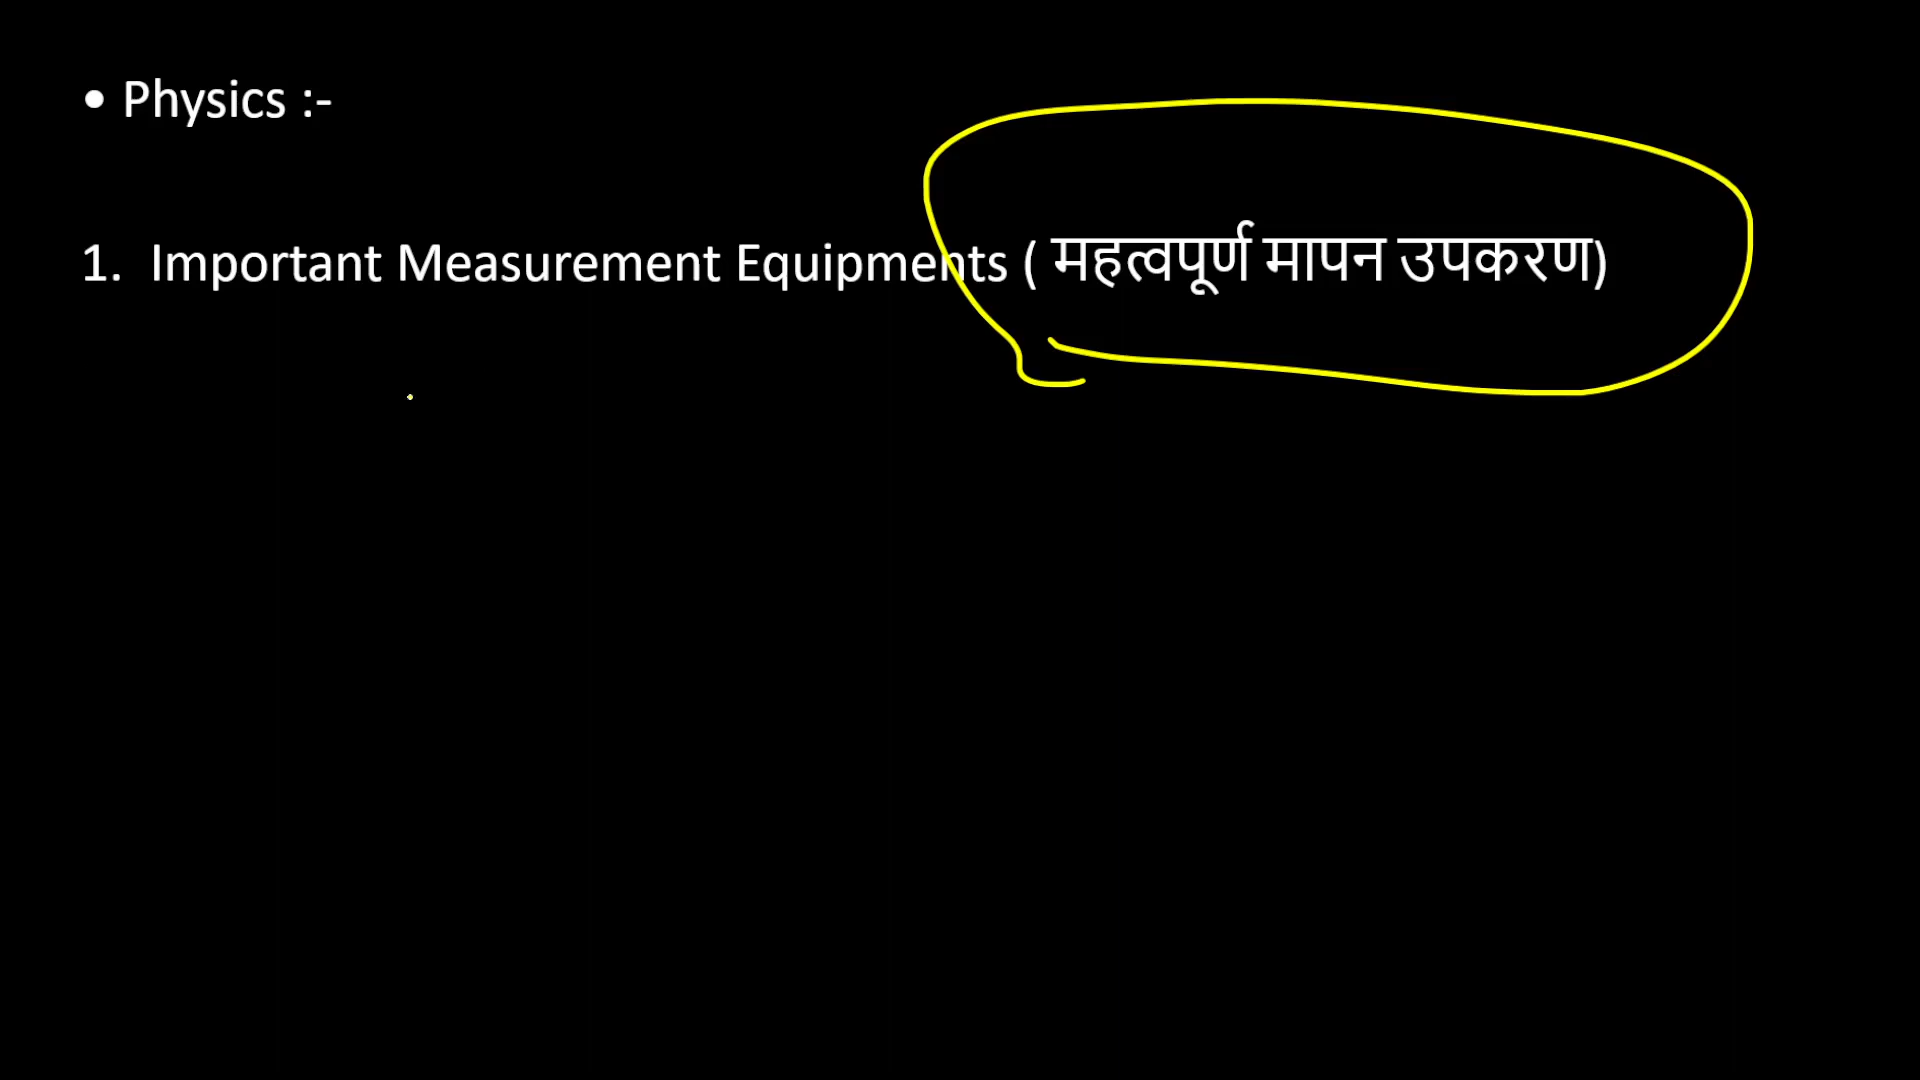 • Physics :-
1. Important Measurement Equipments ( महत्वपूर्ण मापन उपकरण)